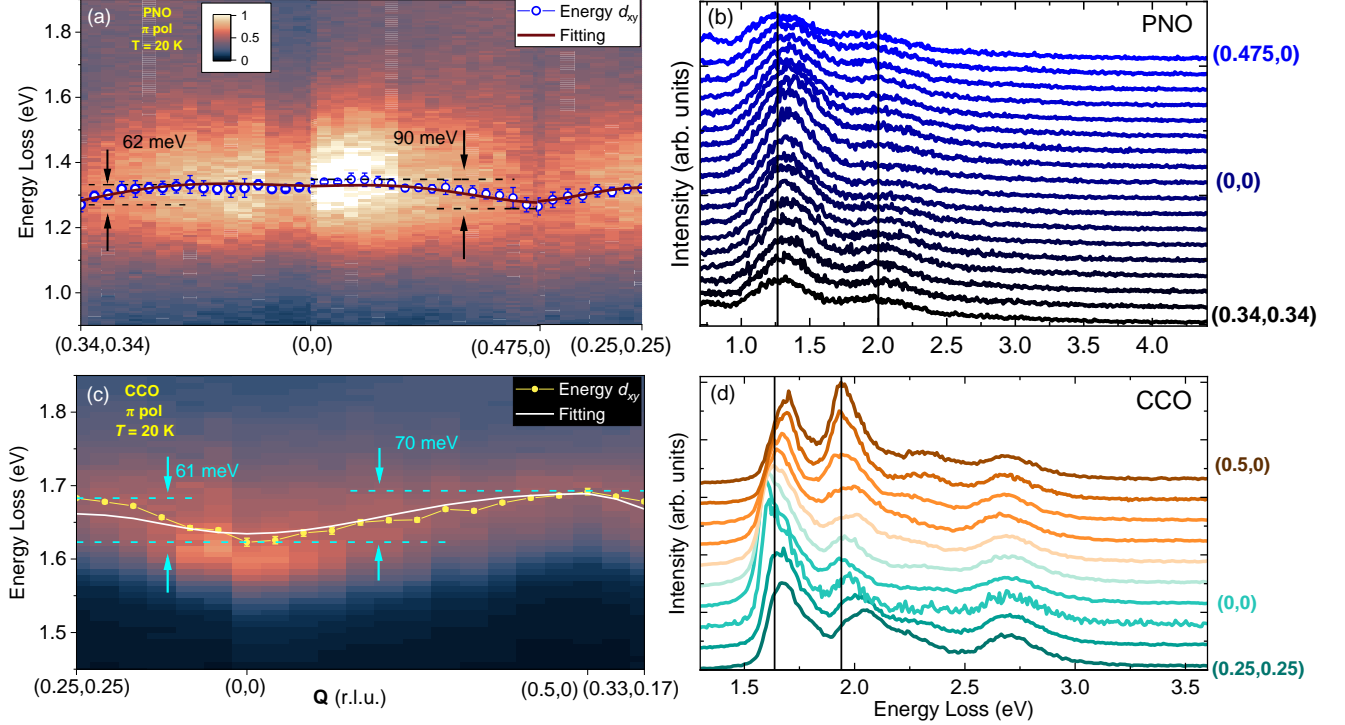 (a)
PNO
π pol
T = 20 K
1
0.5
0
Energy d_xy
Fitting
62 meV
90 meV
1.8
1.6
1.4
1.2
1.0
Energy Loss (eV)
(0.34,0.34)
(0,0)
(0.475,0)
(0.25,0.25)
(b)
PNO
(0.475,0)
(0,0)
(0.34,0.34)
Intensity (arb. units)
1.0 1.5 2.0 2.5 3.0 3.5 4.0
(c)
CCO
π pol
T = 20 K
Energy d_xy
Fitting
61 meV
70 meV
1.8
1.7
1.6
1.5
Energy Loss (eV)
(0.25,0.25)
(0,0)
(0.5,0)
(0.33,0.17)
Q (r.l.u.)
(d)
CCO
(0.5,0)
(0,0)
(0.25,0.25)
Intensity (arb. units)
1.5 2.0 2.5 3.0 3.5
Energy Loss (eV)